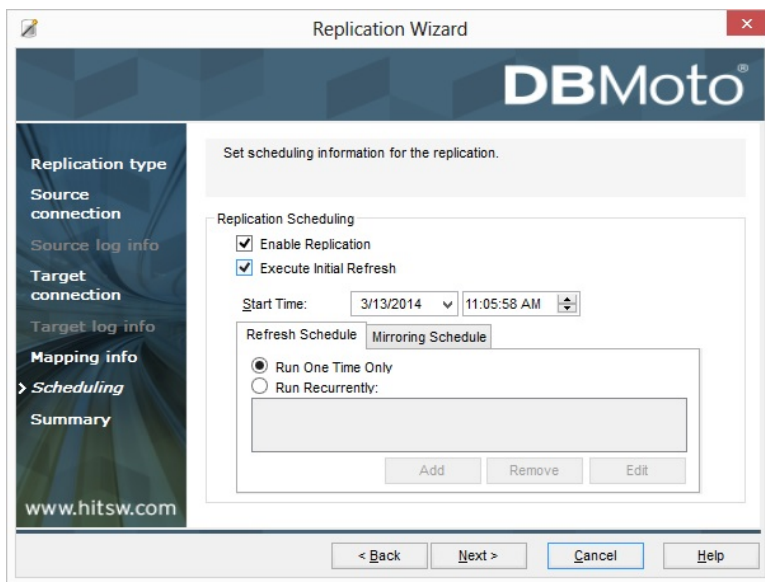 Replication Wizard
DBMoto®
Replication type
Source
connection
Source log info
Target
connection
Target log info
Mapping info
Scheduling
Summary
www.hitsw.com
Set scheduling information for the replication.
Replication Scheduling
Enable Replication
Execute Initial Refresh
Start Time: 3/13/2014 11:05:58 AM
Refresh Schedule Mirroring Schedule
Run One Time Only
Run Recurrently:
Add Remove Edit
< Back Next > Cancel Help